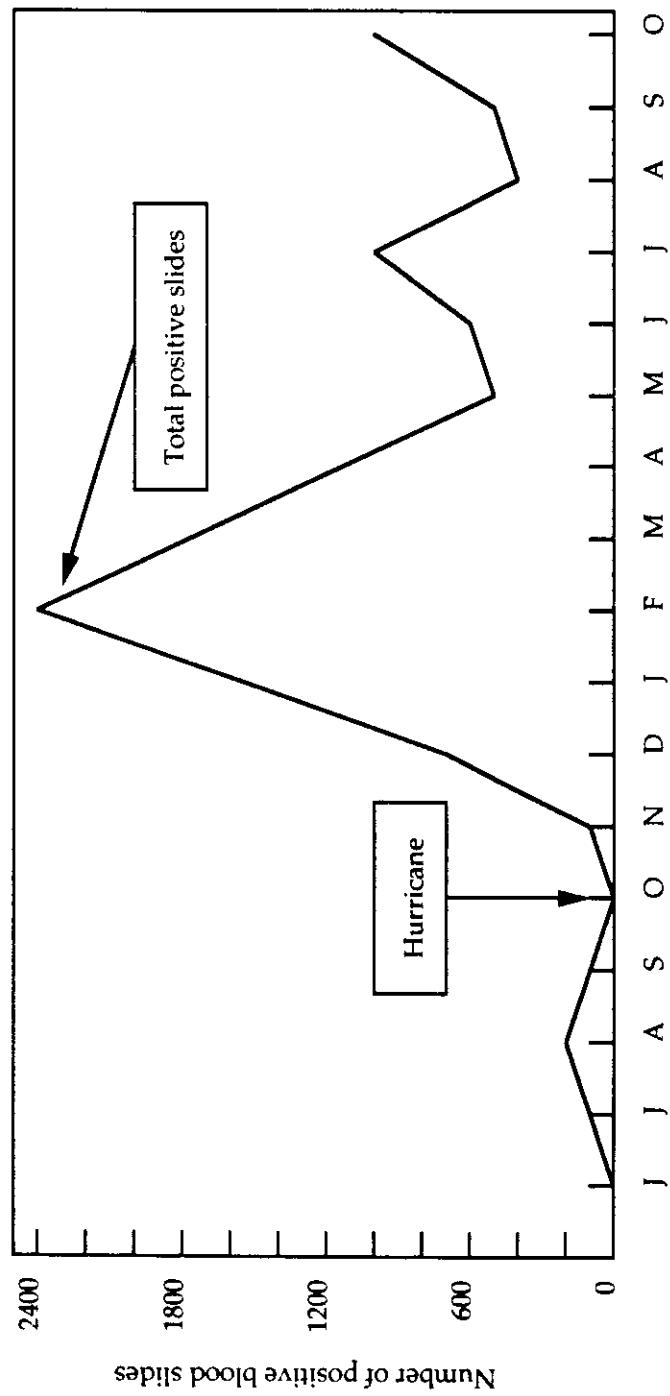 Number of positive blood slides
2400
1800
1200
600
0
Total positive slides
Hurricane
J J A S O N D J F M A M J J A S O